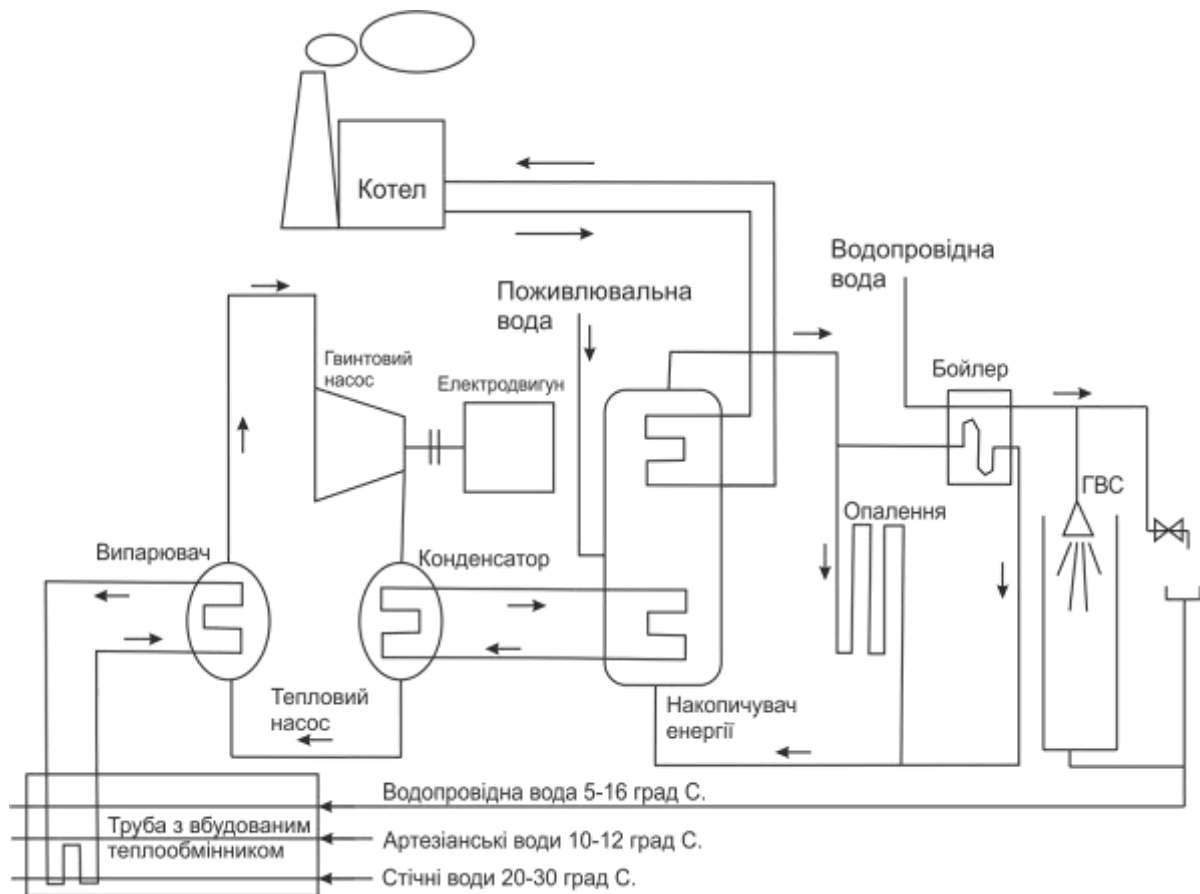 Котел
Водопровідна
вода
Поживлювальна
вода
Гвинтовий
насос
Електродвигун
Бойлер
ГВС
Опалення
Випарювач
Конденсатор
Тепловий
насос
Накопичувач
енергії
Водопровідна вода 5-16 град С.
Труба з вбудованим
теплообмінником
Артезіанські води 10-12 град С.
Стічні води 20-30 град С.